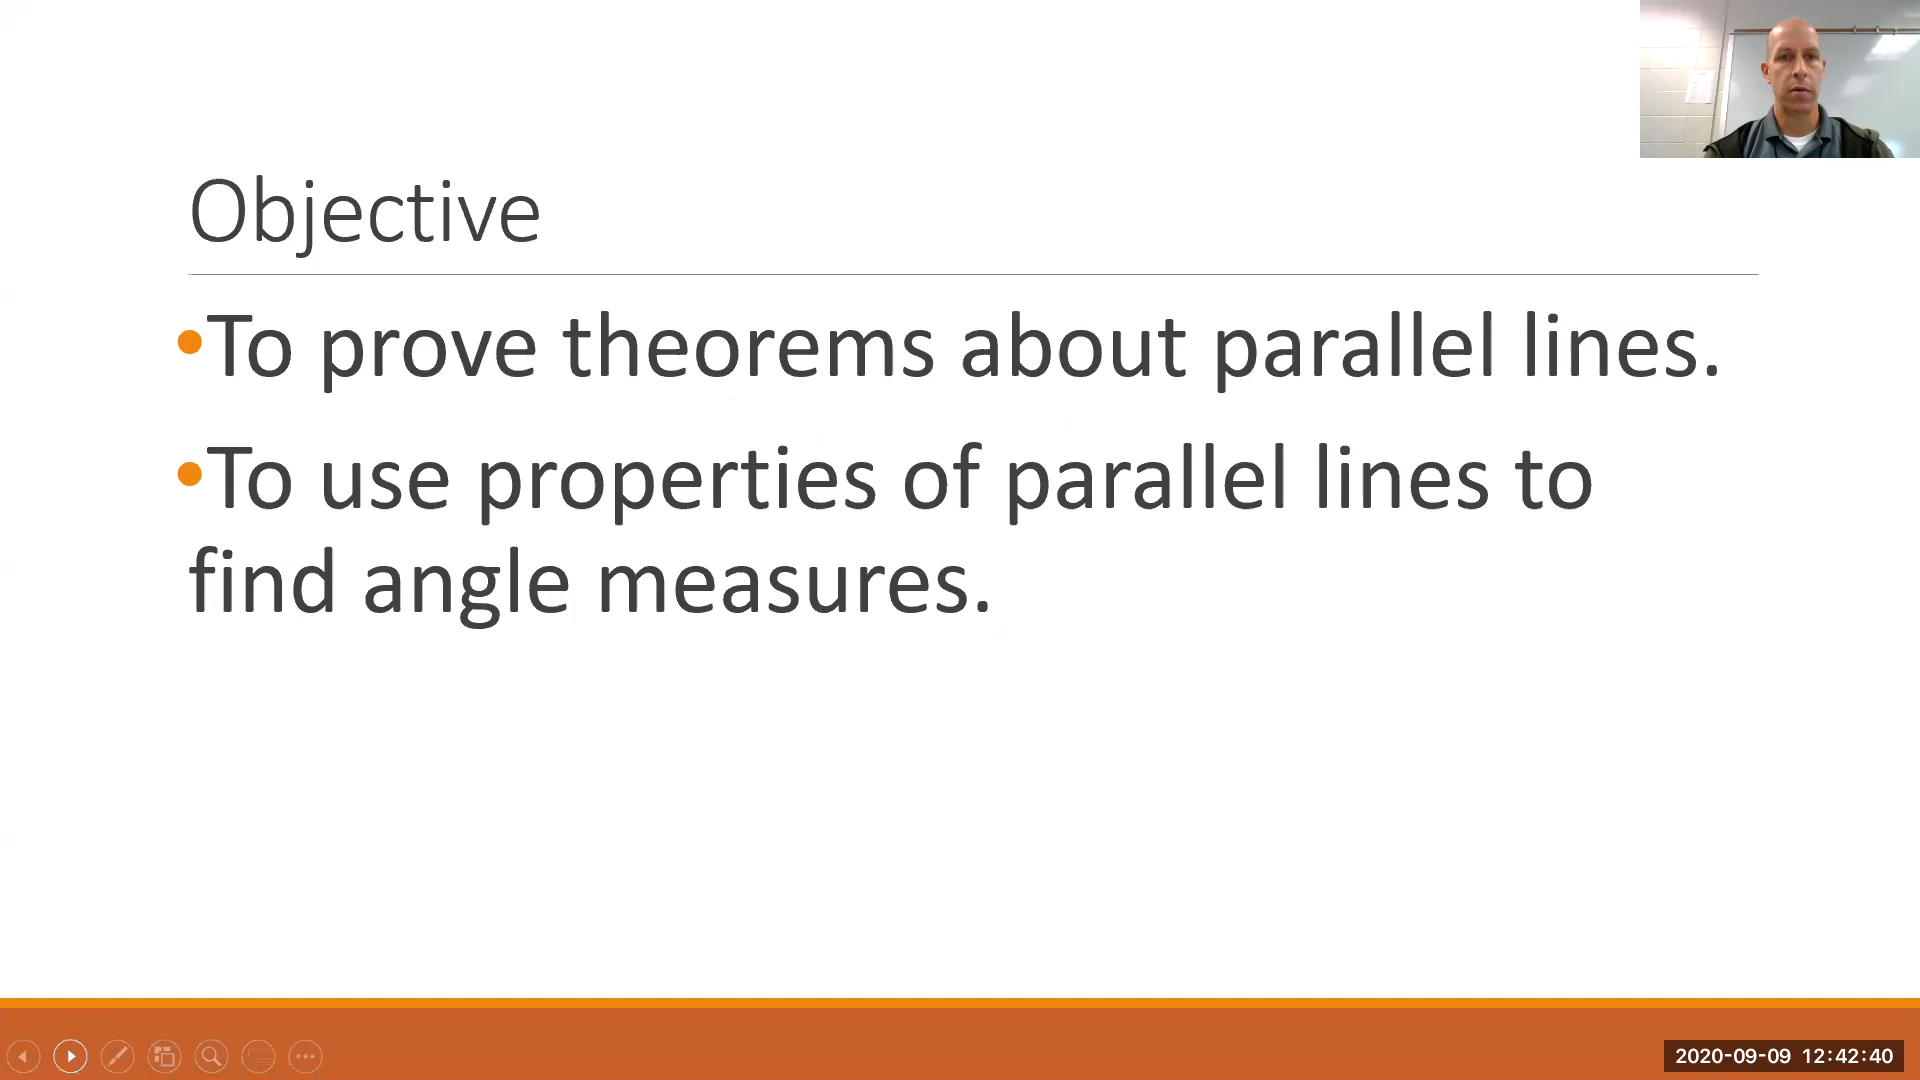 Objective
•To prove theorems about parallel lines.
•To use properties of parallel lines to
find angle measures.
2020-09-09 12:42:40